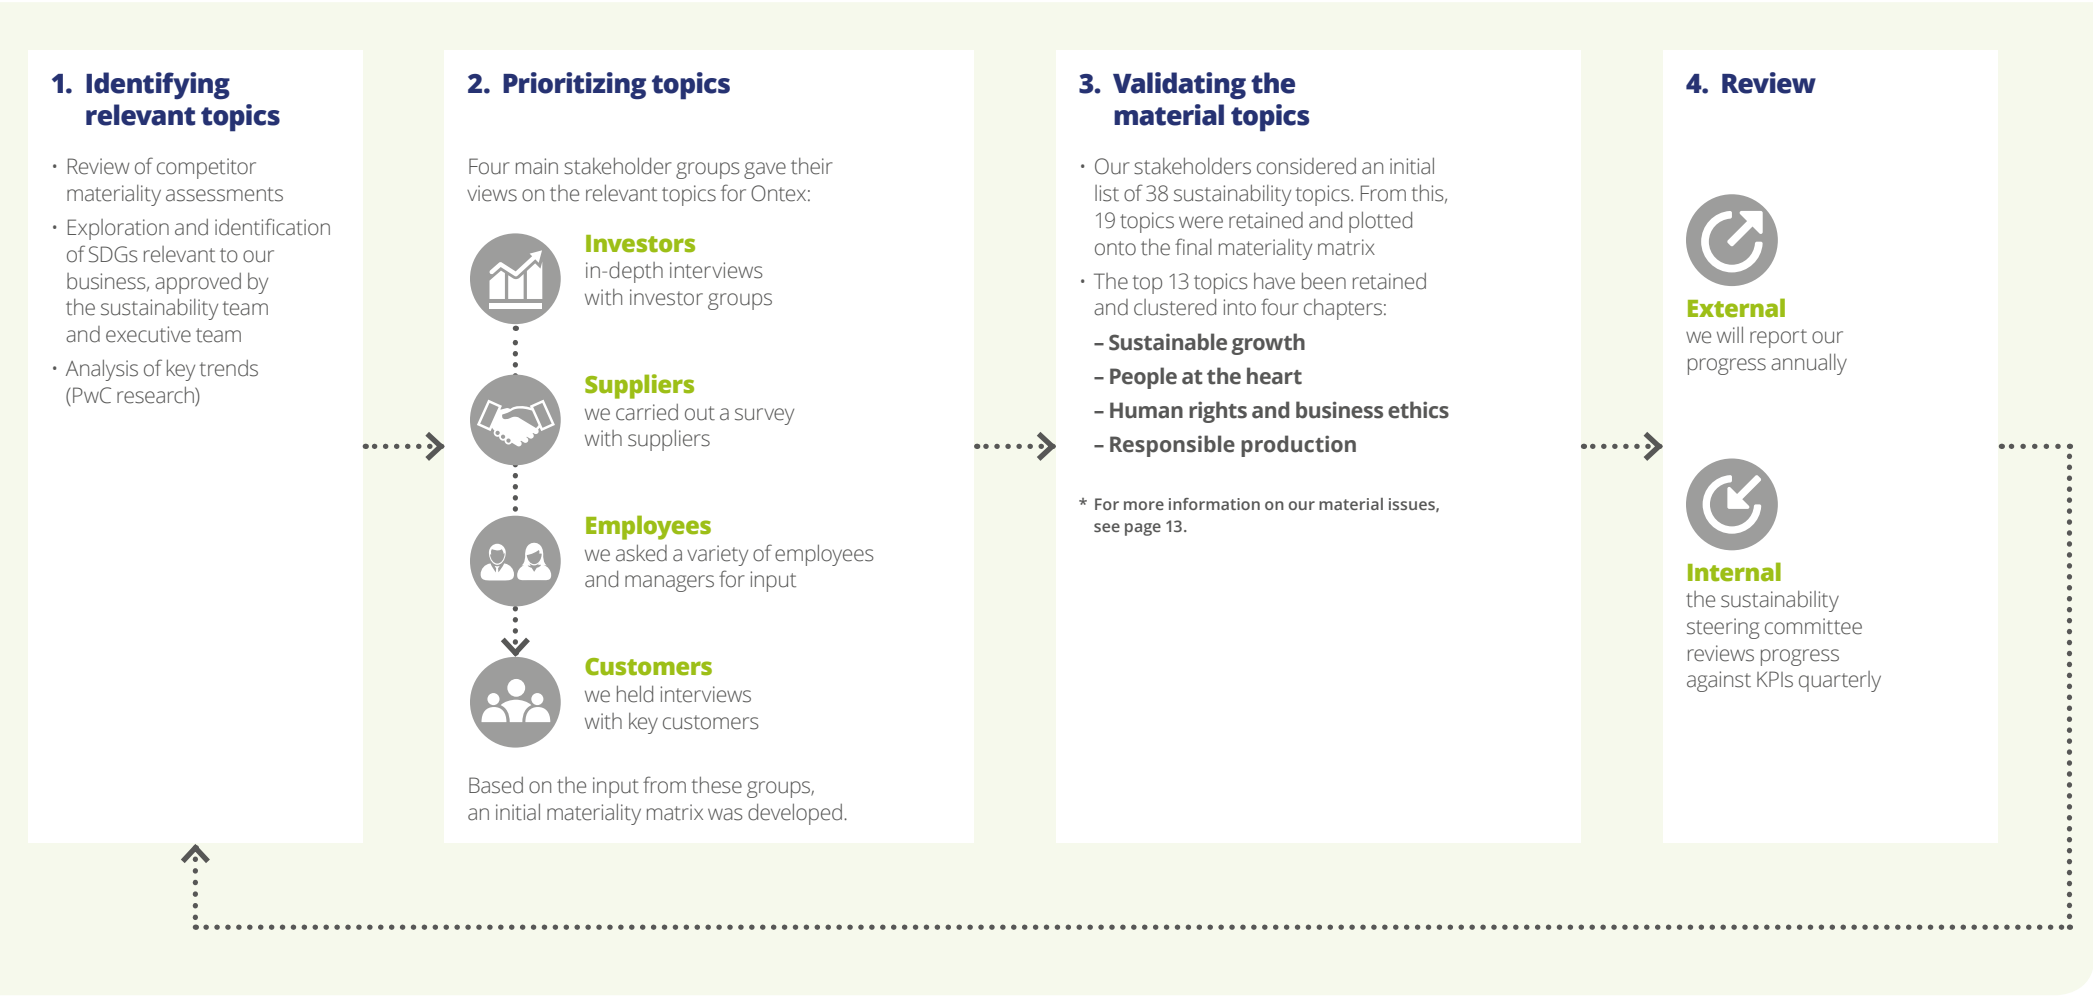 1. Identifying
relevant topics
• Review of competitor
materiality assessments
• Exploration and identification
of SDGs relevant to our
business, approved by
the sustainability team
and executive team
• Analysis of key trends
(PwC research)
2. Prioritizing topics
Four main stakeholder groups gave their
views on the relevant topics for Ontex:
Investors
in-depth interviews
with investor groups
Suppliers
we carried out a survey
with suppliers
Employees
we asked a variety of employees
and managers for input
Customers
we held interviews
with key customers
Based on the input from these groups,
an initial materiality matrix was developed.
3. Validating the
material topics
• Our stakeholders considered an initial
list of 38 sustainability topics. From this,
19 topics were retained and plotted
onto the final materiality matrix
• The top 13 topics have been retained
and clustered into four chapters:
– Sustainable growth
– People at the heart
– Human rights and business ethics
– Responsible production
* For more information on our material issues,
see page 13.
4. Review
External
we will report our
progress annually
Internal
the sustainability
steering committee
reviews progress
against KPIs quarterly